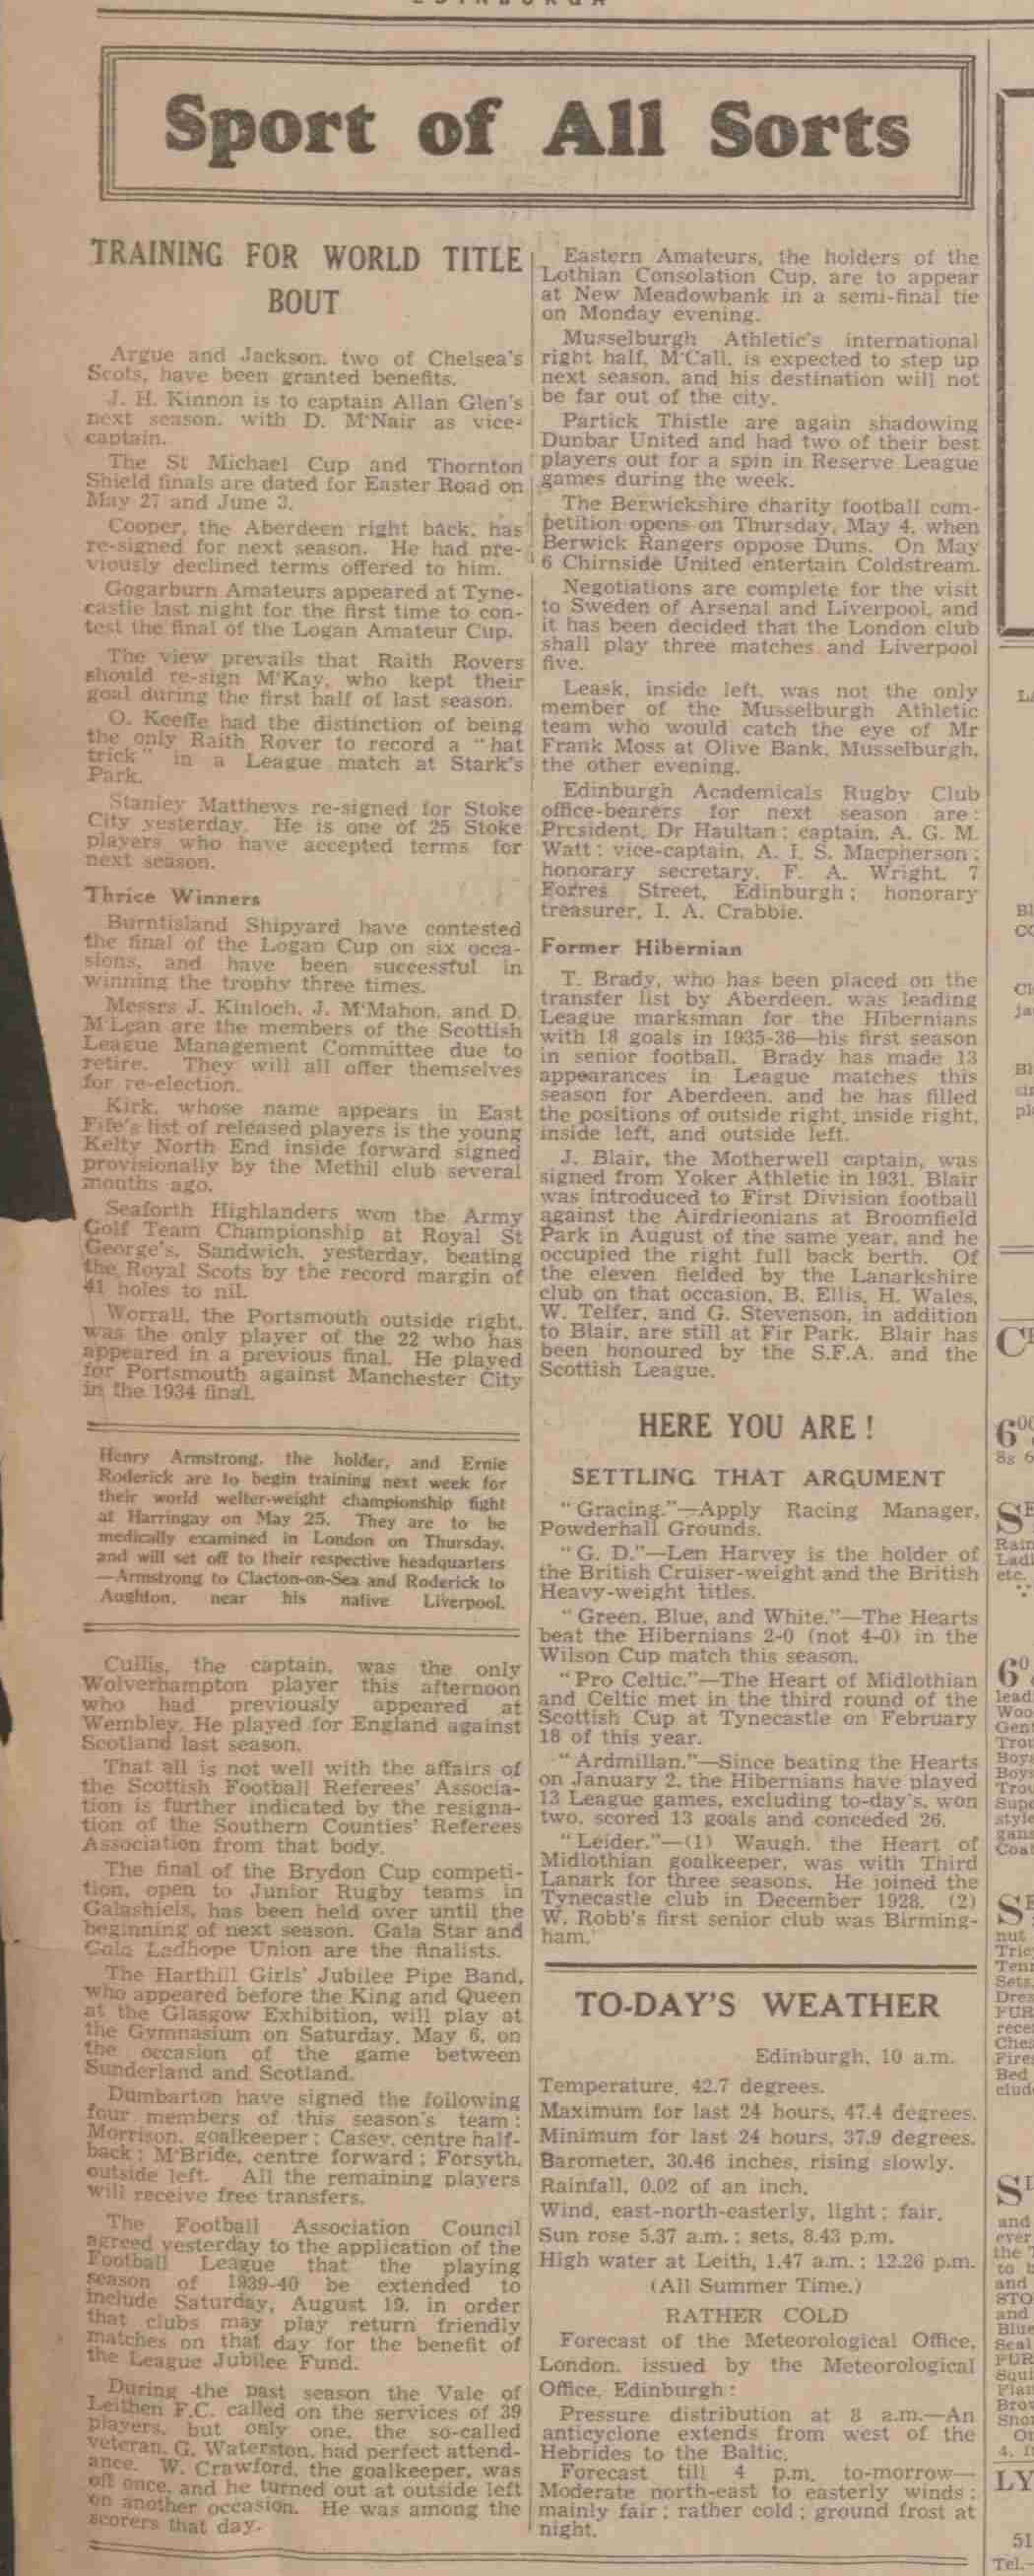 EDINBURGH
Sport of All Sorts
TRAINING FOR WORLD TITLE
BOUT
Argue and Jackson, two of Chelsea's
Scots, have been granted benefits.
J. H. Kinnon is to captain Allan Glen's
next season, with D. M'Nair as vice-
captain.
The St Michael Cup and Thornton
Shield finals are dated for Easter Road on
May 27 and June 3.
Cooper, the Aberdeen right back, has
re-signed for next season. He had pre-
viously declined terms offered to him.
Gogarburn Amateurs appeared at Tyne-
castle last night for the first time to con-
test the final of the Logan Amateur Cup.
The view prevails that Raith Rovers
should re-sign M'Kay, who kept their
goal during the first half of last season.
O. Keeffe had the distinction of being
the only Raith Rover to record a "hat
trick" in a League match at Stark's
Park.
Stanley Matthews re-signed for Stoke
City yesterday. He is one of 25 Stoke
players who have accepted terms for
next season.
Thrice Winners
Burntisland Shipyard have contested
the final of the Logan Cup on six occa-
sions, and have been successful in
winning the trophy three times.
Messrs J. Kinloch, J. M'Mahon, and D.
M'Lean are the members of the Scottish
League Management Committee due to
retire. They will all offer themselves
for re-election.
Kirk, whose name appears in East
Fife's list of released players is the young
Kelty North End inside forward signed
provisionally by the Methil club several
months ago.
Seaforth Highlanders won the Army
Golf Team Championship at Royal St
George's, Sandwich, yesterday, beating
the Royal Scots by the record margin of
41 holes to nil.
Worrall, the Portsmouth outside right,
was the only player of the 22 who has
appeared in a previous final. He played
for Portsmouth against Manchester City
in the 1934 final.
Henry Armstrong, the holder, and Ernie
Roderick are to begin training next week for
their world welter-weight championship fight
at Harringay on May 25. They are to be
medically examined in London on Thursday,
and will set off to their respective headquarters
—Armstrong to Clacton-on-Sea and Roderick to
Aughton, near his native Liverpool.
Cullis, the captain, was the only
Wolverhampton player this afternoon
who had previously appeared at
Wembley. He played for England against
Scotland last season.
That all is not well with the affairs of
the Scottish Football Referees' Associa-
tion is further indicated by the resigna-
tion of the Southern Counties' Referees
Association from that body.
The final of the Brydon Cup competi-
tion, open to Junior Rugby teams in
Galashiels, has been held over until the
beginning of next season. Gala Star and
Gala Ladhope Union are the finalists.
The Harthill Girls' Jubilee Pipe Band,
who appeared before the King and Queen
at the Glasgow Exhibition, will play at
the Gymnasium on Saturday, May 6, on
the occasion of the game between
Sunderland and Scotland.
Dumbarton have signed the following
four members of this season's team:
Morrison, goalkeeper; Casey, centre half-
back; M'Bride, centre forward; Forsyth,
outside left. All the remaining players
will receive free transfers.
The Football Association Council
agreed yesterday to the application of the
Football League that the playing
season of 1939-40 be extended to
include Saturday, August 19, in order
that clubs may play return friendly
matches on that day for the benefit of
the League Jubilee Fund.
During the past season the Vale of
Leithen F.C. called on the services of 39
players, but only one, the so-called
veteran, G. Waterston, had perfect attend-
ance. W. Crawford, the goalkeeper, was
off once, and he turned out at outside left
on another occasion. He was among the
scorers that day.
Eastern Amateurs, the holders of the
Lothian Consolation Cup, are to appear
at New Meadowbank in a semi-final tie
on Monday evening.
Musselburgh Athletic's international
right half, M'Call, is expected to step up
next season, and his destination will not
be far out of the city.
Partick Thistle are again shadowing
Dunbar United and had two of their best
players out for a spin in Reserve League
games during the week.
The Berwickshire charity football com-
petition opens on Thursday, May 4, when
Berwick Rangers oppose Duns. On May
6 Chirnside United entertain Coldstream.
Negotiations are complete for the visit
to Sweden of Arsenal and Liverpool, and
it has been decided that the London club
shall play three matches and Liverpool
five.
Leask, inside left, was not the only
member of the Musselburgh Athletic
team who would catch the eye of Mr
Frank Moss at Olive Bank, Musselburgh,
the other evening.
Edinburgh Academicals Rugby Club
office-bearers for next season are:
President, Dr Haultan; captain, A. G. M.
Watt; vice-captain, A. I. S. Macpherson;
honorary secretary, F. A. Wright, 7
Forres Street, Edinburgh; honorary
treasurer, I. A. Crabbie.
Former Hibernian
T. Brady, who has been placed on the
transfer list by Aberdeen, was leading
League marksman for the Hibernians
with 18 goals in 1935-36—his first season
in senior football. Brady has made 13
appearances in League matches this
season for Aberdeen, and he has filled
the positions of outside right, inside right,
inside left, and outside left.
J. Blair, the Motherwell captain, was
signed from Yoker Athletic in 1931. Blair
was introduced to First Division football
against the Airdrieonians at Broomfield
Park in August of the same year, and he
occupied the right full back berth. Of
the eleven fielded by the Lanarkshire
club on that occasion, B. Ellis, H. Wales,
W. Telfer, and G. Stevenson, in addition
to Blair, are still at Fir Park. Blair has
been honoured by the S.F.A. and the
Scottish League.
HERE YOU ARE!
SETTLING THAT ARGUMENT
"Gracing."—Apply Racing Manager,
Powderhall Grounds.
"G. D."—Len Harvey is the holder of
the British Cruiser-weight and the British
Heavy-weight titles.
"Green, Blue, and White."—The Hearts
beat the Hibernians 2-0 (not 4-0) in the
Wilson Cup match this season.
"Pro Celtic."—The Heart of Midlothian
and Celtic met in the third round of the
Scottish Cup at Tynecastle on February
18 of this year.
"Ardmillan."—Since beating the Hearts
on January 2, the Hibernians have played
13 League games, excluding to-day's, won
two, scored 13 goals and conceded 26.
"Leider."—(1) Waugh, the Heart of
Midlothian goalkeeper, was with Third
Lanark for three seasons. He joined the
Tynecastle club in December 1928. (2)
W. Robb's first senior club was Birming-
ham.
TO-DAY'S WEATHER
Edinburgh, 10 a.m.
Temperature, 42.7 degrees.
Maximum for last 24 hours, 47.4 degrees.
Minimum for last 24 hours, 37.9 degrees.
Barometer, 30.46 inches, rising slowly.
Rainfall, 0.02 of an inch.
Wind, east-north-easterly, light; fair.
Sun rose 5.37 a.m.; sets, 8.43 p.m.
High water at Leith, 1.47 a.m.; 12.26 p.m.
(All Summer Time.)
RATHER COLD
Forecast of the Meteorological Office,
London, issued by the Meteorological
Office, Edinburgh:
Pressure distribution at 8 a.m.—An
anticyclone extends from west of the
Hebrides to the Baltic.
Forecast till 4 p.m. to-morrow—
Moderate north-east to easterly winds;
mainly fair; rather cold; ground frost at
night.